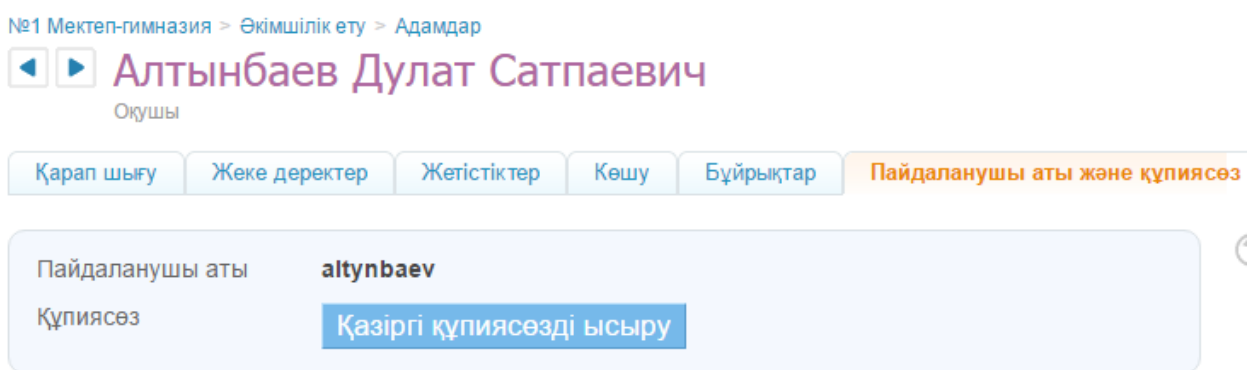 №1 Мектеп-гимназия > Әкімшілік ету > Адамдар
Алтынбаев Дулат Сатпаевич
Оқушы
Қарап шығу Жеке деректер Жетістіктер Көшу Бұйрықтар Пайдаланушы аты және құпиясөз
Пайдаланушы аты altynbaev
Құпиясөз Қазіргі құпиясөзді ысыру